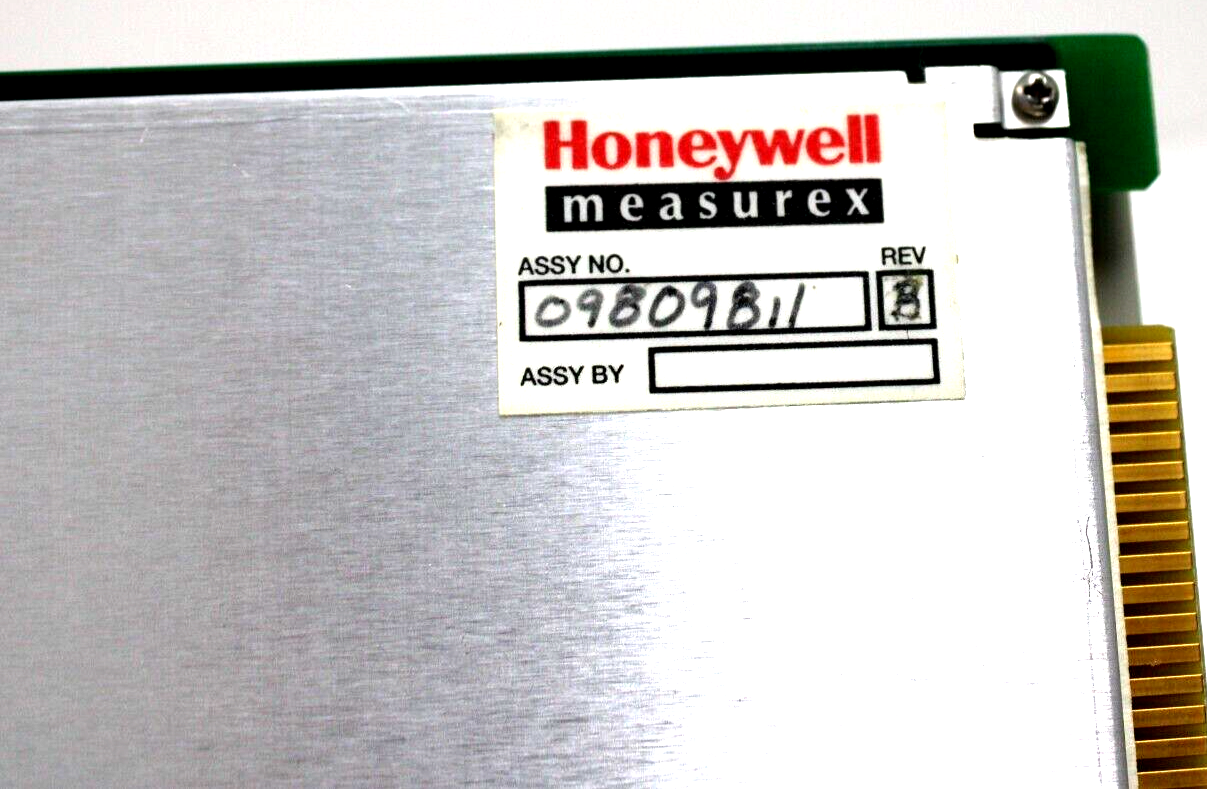 Honeywell
measurex
ASSY NO. REV
09809811 B
ASSY BY